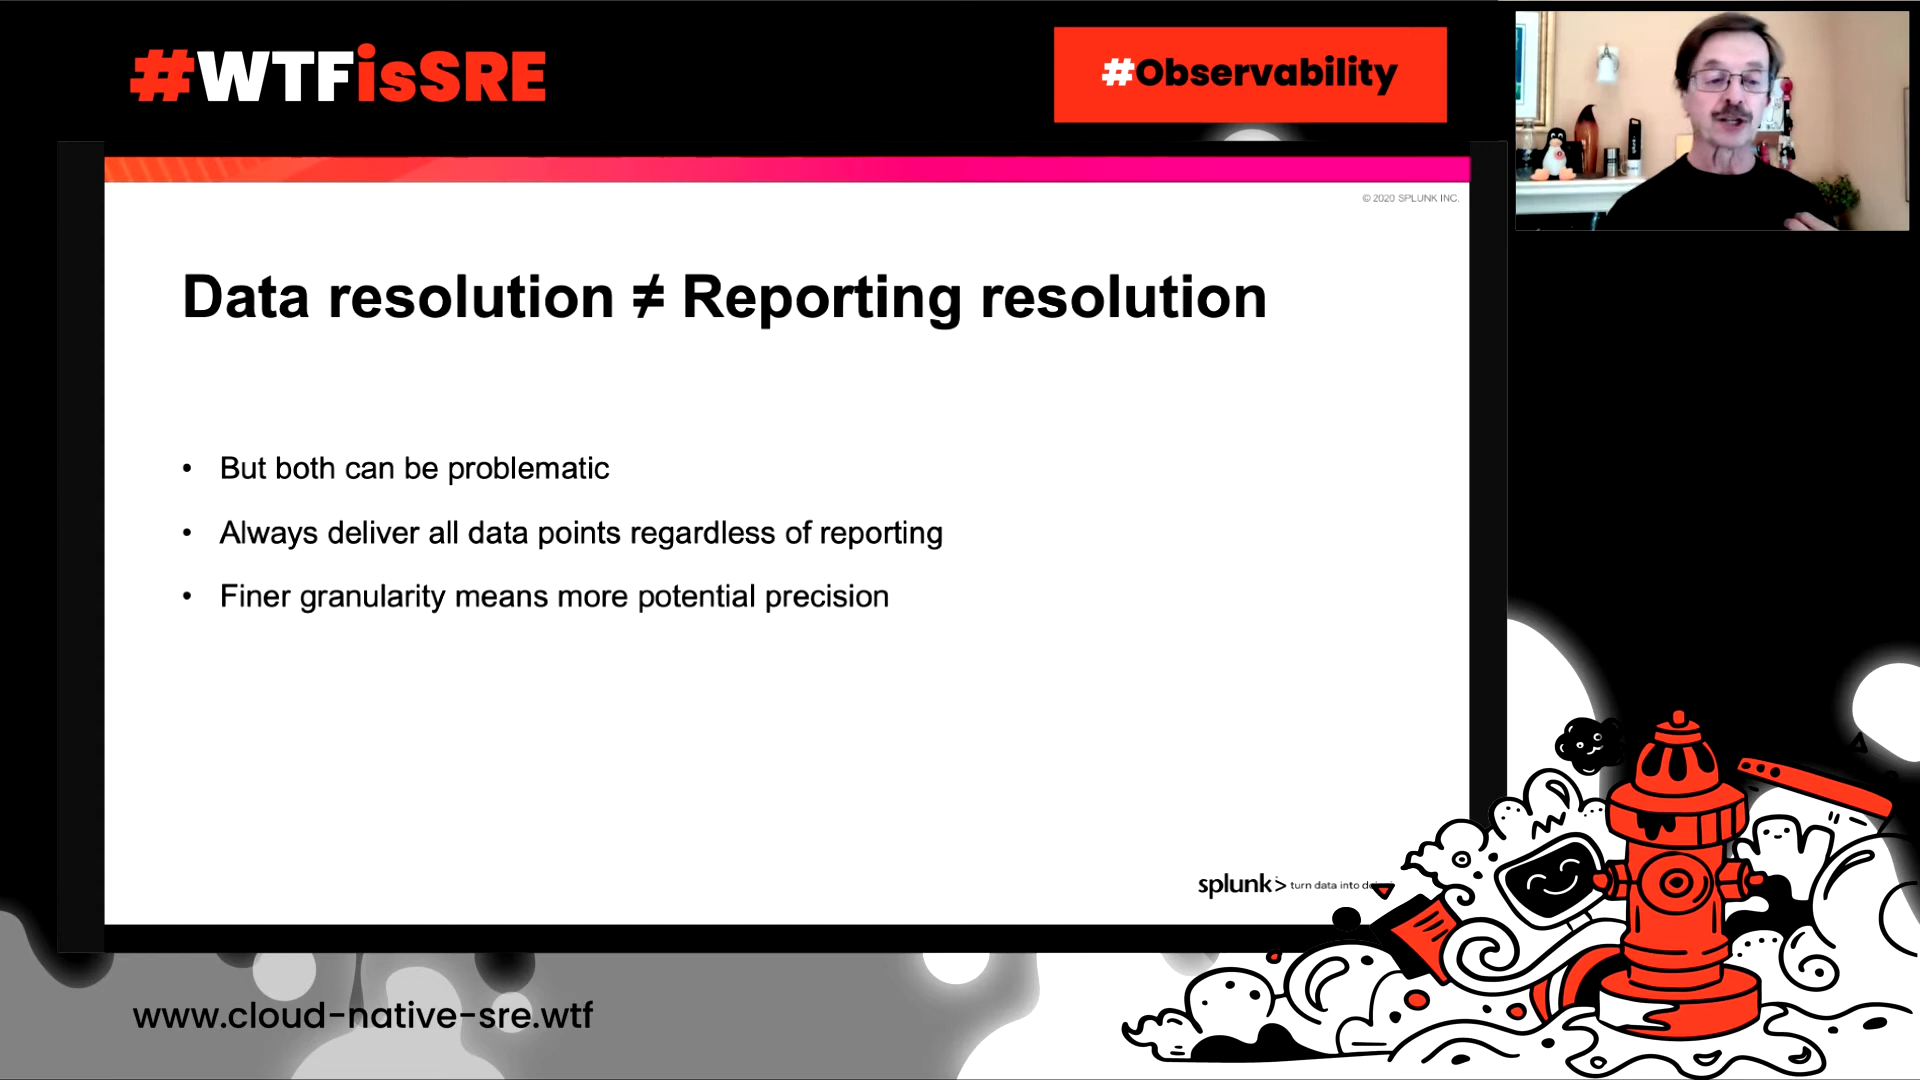 #WTFisSRE
#Observability
© 2020 SPLUNK INC.
Data resolution ≠ Reporting resolution
• But both can be problematic
• Always deliver all data points regardless of reporting
• Finer granularity means more potential precision
splunk> turn data into
www.cloud-native-sre.wtf